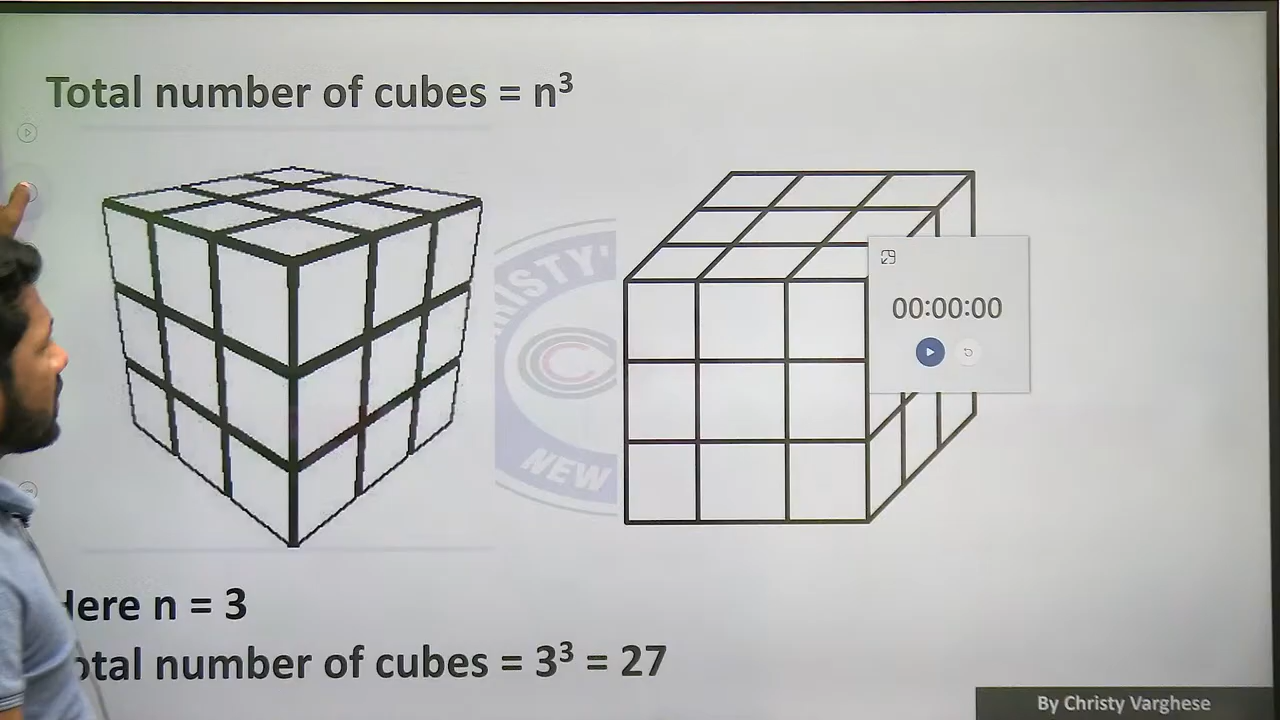 Total number of cubes = n³
NEW
00:00:00
Here n = 3
Total number of cubes = 3³ = 27
By Christy Varghese